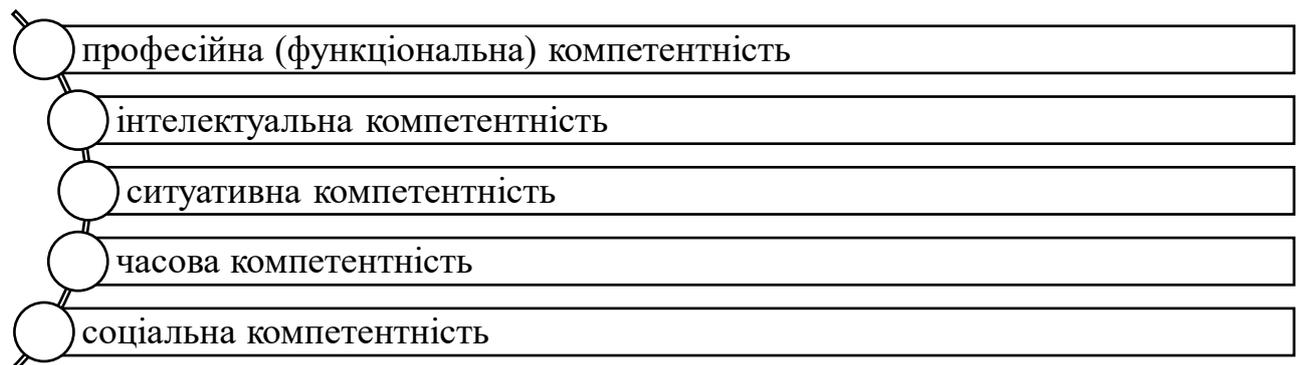 професійна (функціональна) компетентність
інтелектуальна компетентність
ситуативна компетентність
часова компетентність
соціальна компетентність